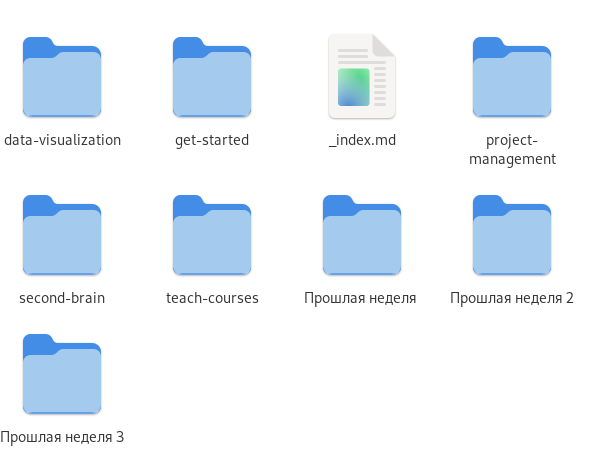 data-visualization
get-started
_index.md
project-
management
second-brain
teach-courses
Прошлая неделя
Прошлая неделя 2
Прошлая неделя 3